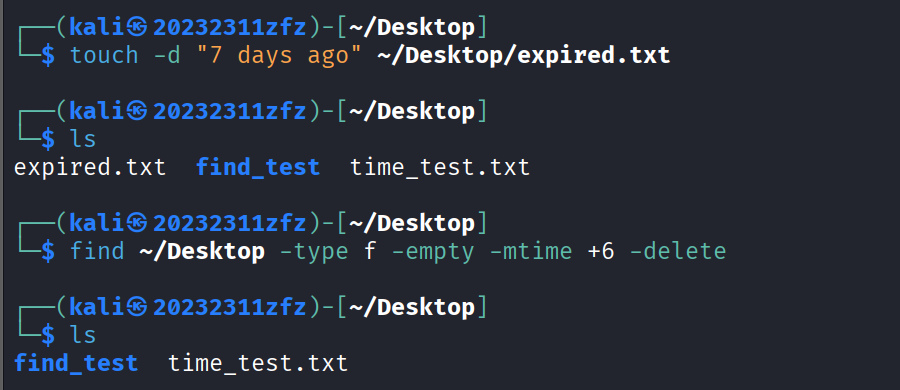 ┌──(kali㉿20232311zfz)-[~/Desktop]
└─$ touch -d "7 days ago" ~/Desktop/expired.txt
┌──(kali㉿20232311zfz)-[~/Desktop]
└─$ ls
expired.txt  find_test  time_test.txt
┌──(kali㉿20232311zfz)-[~/Desktop]
└─$ find ~/Desktop -type f -empty -mtime +6 -delete
┌──(kali㉿20232311zfz)-[~/Desktop]
└─$ ls
find_test  time_test.txt